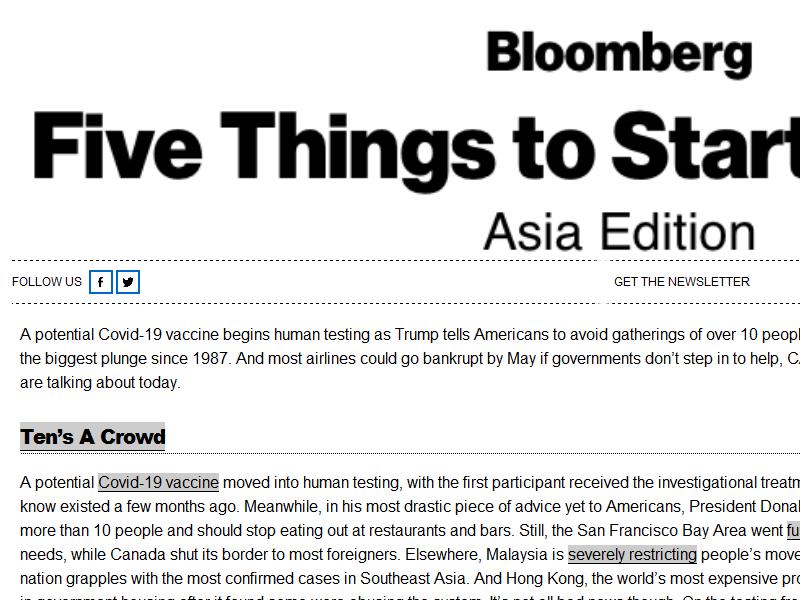 Bloomberg
Five Things to Start
Asia Edition
FOLLOW US
GET THE NEWSLETTER
A potential Covid-19 vaccine begins human testing as Trump tells Americans to avoid gatherings of over 10 peopl
the biggest plunge since 1987. And most airlines could go bankrupt by May if governments don’t step in to help, CA
are talking about today.
Ten’s A Crowd
A potential Covid-19 vaccine moved into human testing, with the first participant received the investigational treatm
know existed a few months ago. Meanwhile, in his most drastic piece of advice yet to Americans, President Donal
more than 10 people and should stop eating out at restaurants and bars. Still, the San Francisco Bay Area went fu
needs, while Canada shut its border to most foreigners. Elsewhere, Malaysia is severely restricting people’s move
nation grapples with the most confirmed cases in Southeast Asia. And Hong Kong, the world’s most expensive pro